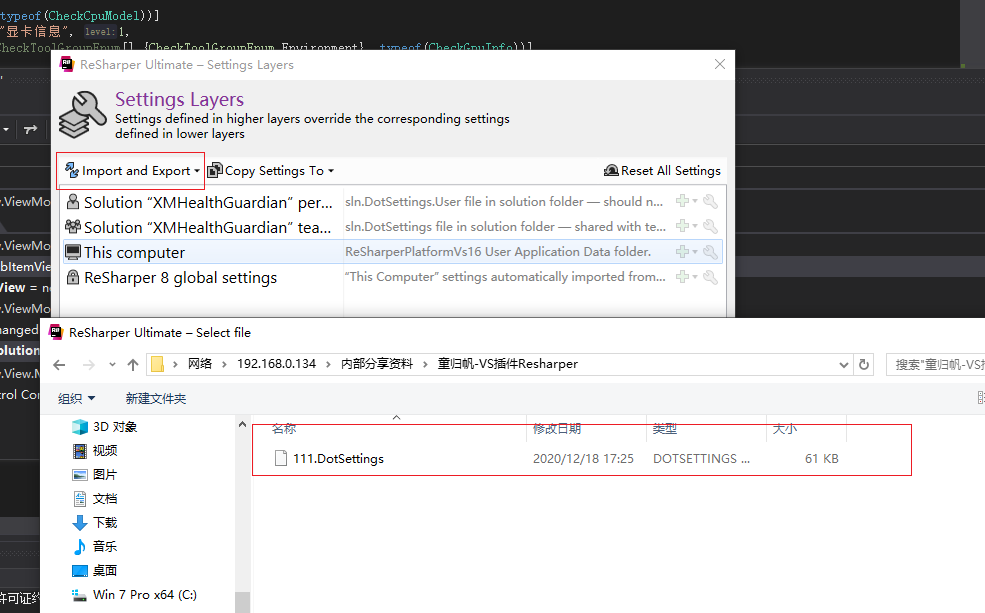 typeof(CheckCpuModel))]
"显卡信息", level: 1,
CheckToolGroupEnum[] {CheckToolGroupEnum.Environment}, typeof(CheckGpuInfo))]
ReSharper Ultimate – Settings Layers
Settings Layers
Settings defined in higher layers override the corresponding settings
defined in lower layers
Import and Export
Copy Settings To
Reset All Settings
Solution “XMHealthGuardian” per... sln.DotSettings.User file in solution folder — should n...
Solution “XMHealthGuardian” tea... sln.DotSettings file in solution folder — shared with te...
This computer ReSharperPlatformVs16 User Application Data folder.
ReSharper 8 global settings “This Computer” settings automatically imported from...
.ViewMo
.ViewMo
bItemVie
View = ne
.ViewMo
hanged
olution
.View.M
trol Con
许可证纟
ReSharper Ultimate – Select file
网络 › 192.168.0.134 › 内部分享资料 › 童归帆-VS插件Resharper
搜索"童归帆-VS插
组织
新建文件夹
名称 修改日期 类型 大小
111.DotSettings 2020/12/18 17:25 DOTSETTINGS ... 61 KB
3D 对象
视频
图片
文档
下载
音乐
桌面
Win 7 Pro x64 (C:)